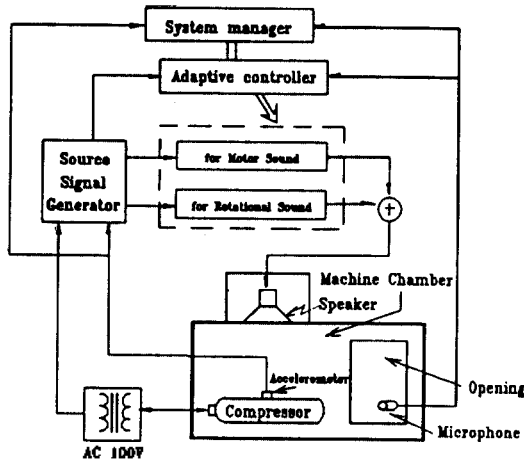 System manager
Adaptive controller
Source
Signal
Generator
for Motor Sound
for Rotational Sound
+
Machine Chamber
Speaker
Accelerometer
Compressor
Opening
Microphone
AC 100V